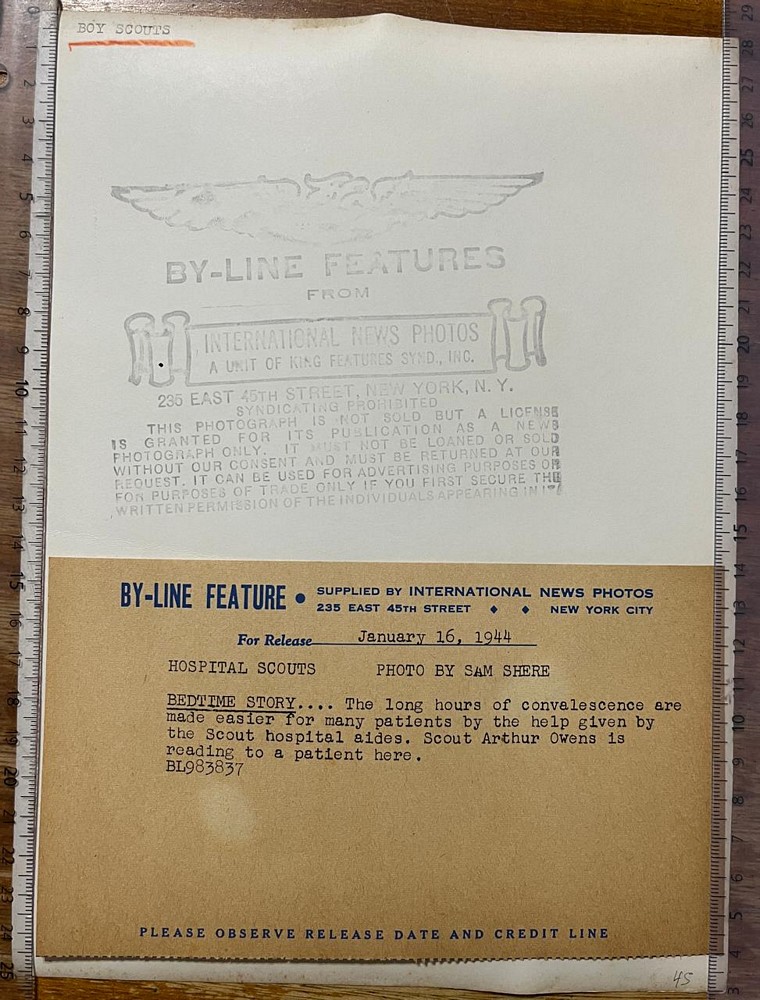 BOY SCOUTS
BY-LINE FEATURES
FROM
INTERNATIONAL NEWS PHOTOS
A UNIT OF KING FEATURES SYND., INC.
235 EAST 45TH STREET, NEW YORK, N. Y.
SYNDICATING PROHIBITED
THIS PHOTOGRAPH IS NOT SOLD BUT A LICENSE
IS GRANTED FOR ITS PUBLICATION AS A NEWS
PHOTOGRAPH ONLY. IT MUST NOT BE LOANED OR SOLD
WITHOUT OUR CONSENT AND MUST BE RETURNED AT OUR
REQUEST. IT CAN BE USED FOR ADVERTISING PURPOSES OR
FOR PURPOSES OF TRADE ONLY IF YOU FIRST SECURE THE
WRITTEN PERMISSION OF THE INDIVIDUALS APPEARING IN IT
BY-LINE FEATURE • SUPPLIED BY INTERNATIONAL NEWS PHOTOS
235 EAST 45TH STREET ♦ ♦ NEW YORK CITY
For Release January 16, 1944
HOSPITAL SCOUTS PHOTO BY SAM SHERE
BEDTIME STORY.... The long hours of convalescence are
made easier for many patients by the help given by
the Scout hospital aides. Scout Arthur Owens is
reading to a patient here.
BL983837
PLEASE OBSERVE RELEASE DATE AND CREDIT LINE
45